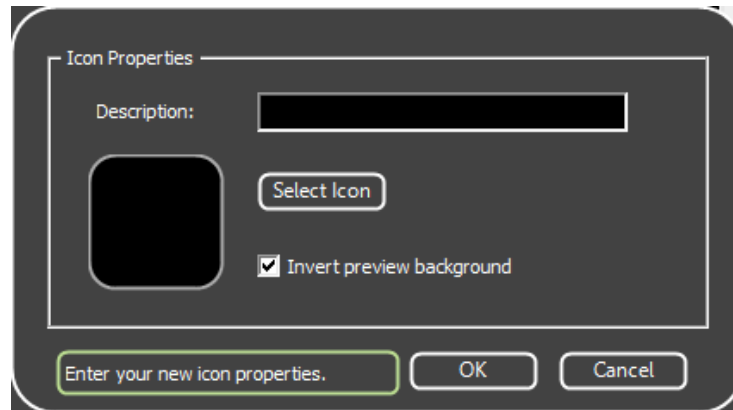 Icon Properties
Description:
Select Icon
Invert preview background
Enter your new icon properties.
OK
Cancel